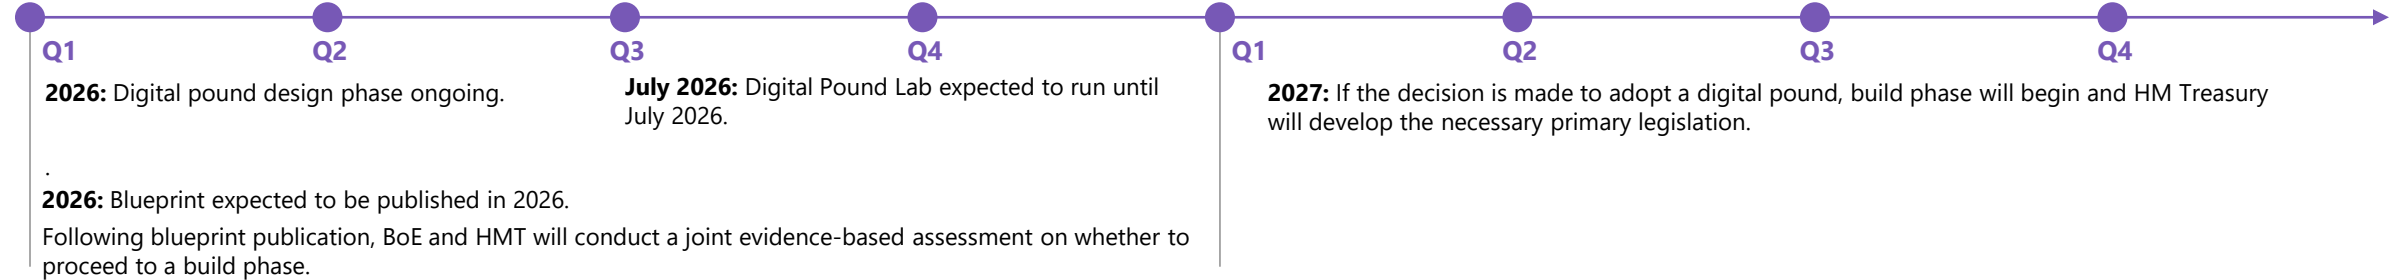 Q1 Q2 Q3 Q4 Q1 Q2 Q3 Q4
2026: Digital pound design phase ongoing.
July 2026: Digital Pound Lab expected to run until
July 2026.
2027: If the decision is made to adopt a digital pound, build phase will begin and HM Treasury
will develop the necessary primary legislation.
.
2026: Blueprint expected to be published in 2026.
Following blueprint publication, BoE and HMT will conduct a joint evidence-based assessment on whether to
proceed to a build phase.